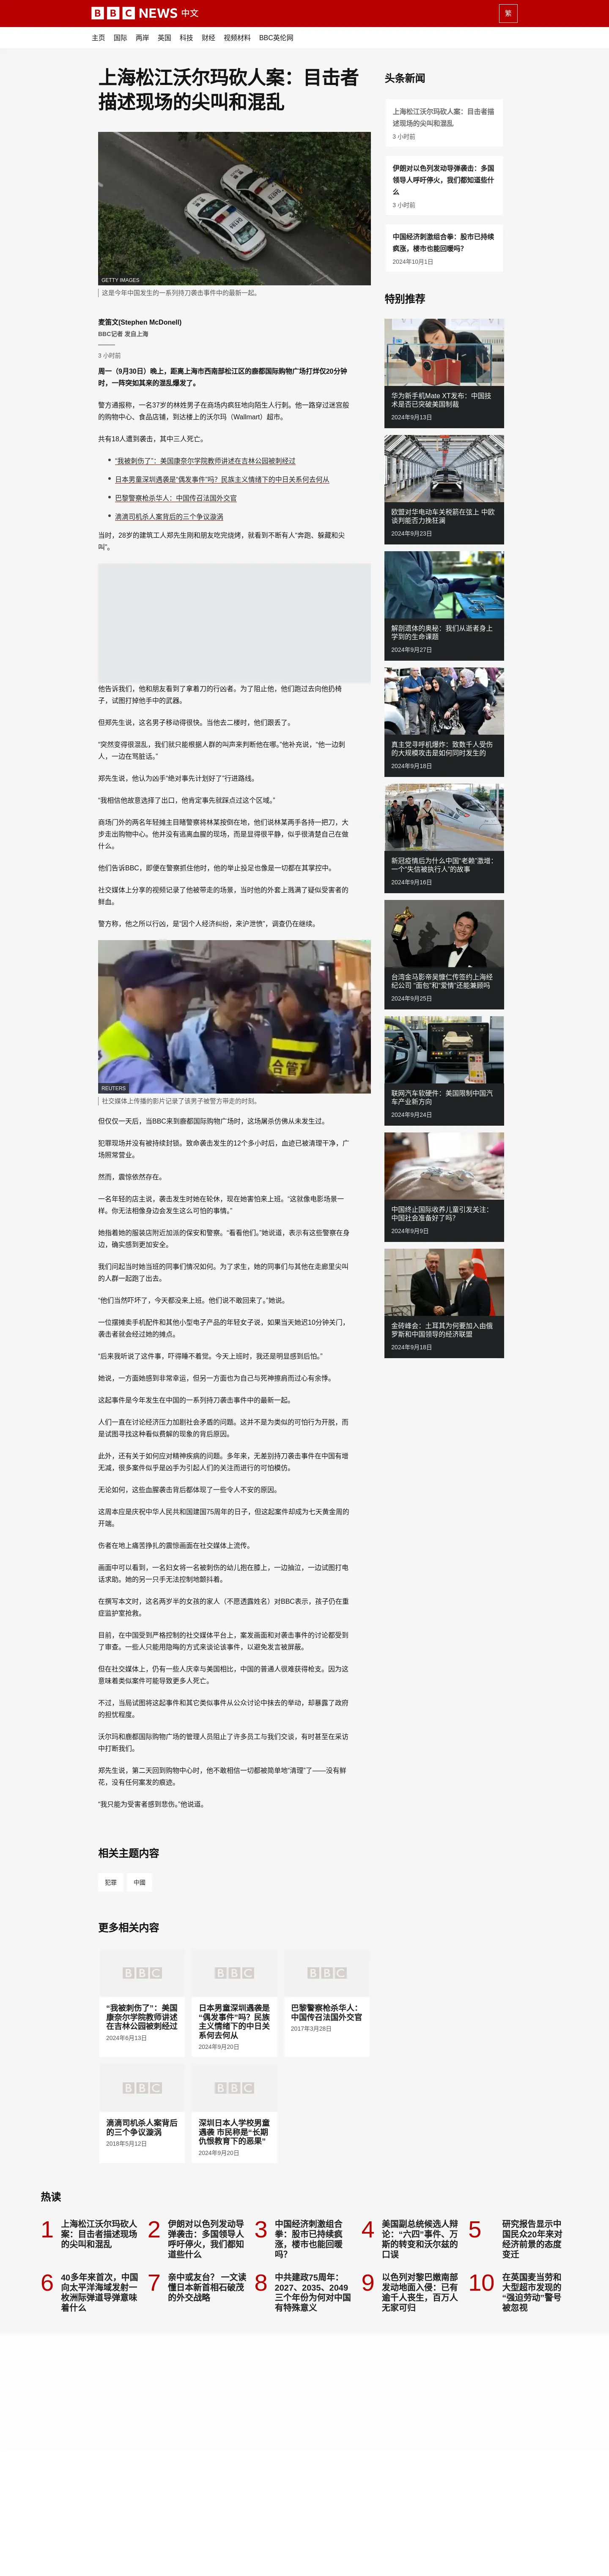 BBC NEWS 中文
繁
主页 国际 两岸 美国 科技 财经 视频材料 BBC英伦网
上海松江沃尔玛砍人案：目击者
描述现场的尖叫和混乱
GETTY IMAGES
这是今年中国发生的一系列持刀袭击事件中的最新一起。
麦笛文(Stephen McDonell)
BBC记者 发自上海
3 小时前
周一（9月30日）晚上，距离上海市西南部松江区的鹿都国际购物广场打烊仅20分钟
时，一阵突如其来的混乱爆发了。
警方通报称，一名37岁的林姓男子在商场内疯狂地向陌生人行刺。他一路穿过迷宫般
的购物中心、食品店铺，到达楼上的沃尔玛（Wallmart）超市。
共有18人遭到袭击，其中三人死亡。
“我被刺伤了”：美国康奈尔学院教师讲述在吉林公园被刺经过
日本男童深圳遇袭是“偶发事件”吗？民族主义情绪下的中日关系何去何从
巴黎警察枪杀华人：中国传召法国外交官
滴滴司机杀人案背后的三个争议漩涡
当时，28岁的建筑工人郑先生刚和朋友吃完烧烤，就看到不断有人“奔跑、躲藏和尖
叫”。
他告诉我们，他和朋友看到了拿着刀的行凶者。为了阻止他，他们跑过去向他扔椅
子，试图打掉他手中的武器。
但郑先生说，这名男子移动得很快。当他去二楼时，他们跟丢了。
“突然变得很混乱，我们就只能根据人群的叫声来判断他在哪。”他补充说，“他一边刺
人，一边在骂脏话。”
郑先生说，他认为凶手“绝对事先计划好了”行进路线。
“我相信他故意选择了出口，他肯定事先就踩点过这个区域。”
商场门外的两名年轻摊主目睹警察将林某按倒在地，他们说林某两手各持一把刀，大
步走出购物中心。他并没有逃离血腥的现场，而是显得很平静，似乎很清楚自己在做
什么。
他们告诉BBC，即便在警察抓住他时，他的举止投足也像是一切都在其掌控中。
社交媒体上分享的视频记录了他被带走的场景，当时他的外套上溅满了疑似受害者的
鲜血。
警方称，他之所以行凶，是“因个人经济纠纷，来沪泄愤”，调查仍在继续。
合管
REUTERS
社交媒体上传播的影片记录了该男子被警方带走的时刻。
但仅仅一天后，当BBC来到鹿都国际购物广场时，这场屠杀仿佛从未发生过。
犯罪现场并没有被持续封锁。致命袭击发生的12个多小时后，血迹已被清理干净，广
场照常营业。
然而，震惊依然存在。
一名年轻的店主说，袭击发生时她在轮休，现在她害怕来上班。“这就像电影场景一
样。你无法相像身边会发生这么可怕的事情。”
她指着她的服装店附近加派的保安和警察。“看看他们。”她说道，表示有这些警察在身
边，确实感到更加安全。
我们问起当时她当班的同事们情况如何。为了求生，她的同事们与其他在走廊里尖叫
的人群一起跑了出去。
“他们当然吓坏了，今天都没来上班。他们说不敢回来了。”她说。
一位摆摊卖手机配件和其他小型电子产品的年轻女子说，如果当天她迟10分钟关门，
袭击者就会经过她的摊点。
“后来我听说了这件事，吓得睡不着觉。今天上班时，我还是明显感到后怕。”
她说，一方面她感到非常幸运，但另一方面也为自己与死神擦肩而过心有余悸。
这起事件是今年发生在中国的一系列持刀袭击事件中的最新一起。
人们一直在讨论经济压力加剧社会矛盾的问题。这并不是为类似的可怕行为开脱，而
是试图寻找这种看似费解的现象的背后原因。
此外，还有关于如何应对精神疾病的问题。多年来，无差别持刀袭击事件在中国有增
无减，很多案件似乎是凶手为引起人们的关注而进行的可怕模仿。
无论如何，这些血腥袭击背后都体现了一些令人不安的原因。
这周本应是庆祝中华人民共和国建国75周年的日子，但这起案件却成为七天黄金周的
开端。
伤者在地上痛苦挣扎的震惊画面在社交媒体上流传。
画面中可以看到，一名妇女将一名被刺伤的幼儿抱在膝上，一边抽泣，一边试图打电
话求助。她的另一只手无法控制地颤抖着。
在撰写本文时，这名两岁半的女孩的家人（不愿透露姓名）对BBC表示，孩子仍在重
症监护室抢救。
目前，在中国受到严格控制的社交媒体平台上，案发画面和对袭击事件的讨论都受到
了审查。一些人只能用隐晦的方式来谈论该事件，以避免发言被屏蔽。
但在社交媒体上，仍有一些人庆幸与美国相比，中国的普通人很难获得枪支。因为这
意味着类似案件可能导致更多人死亡。
不过，当局试图将这起事件和其它类似事件从公众讨论中抹去的举动，却暴露了政府
的担忧程度。
沃尔玛和鹿都国际购物广场的管理人员阻止了许多员工与我们交谈，有时甚至在采访
中打断我们。
郑先生说，第二天回到购物中心时，他不敢相信一切都被简单地“清理”了——没有鲜
花，没有任何案发的痕迹。
“我只能为受害者感到悲伤。”他说道。
相关主题内容
犯罪 中國
更多相关内容
BBC BBC BBC
“我被刺伤了”：美国
康奈尔学院教师讲述
在吉林公园被刺经过
2024年6月13日
日本男童深圳遇袭是
“偶发事件”吗？民族
主义情绪下的中日关
系何去何从
2024年9月20日
巴黎警察枪杀华人：
中国传召法国外交官
2017年3月28日
BBC BBC
滴滴司机杀人案背后
的三个争议漩涡
2018年5月12日
深圳日本人学校男童
遇袭 市民称是“长期
仇恨教育下的恶果”
2024年9月20日
头条新闻
上海松江沃尔玛砍人案：目击者描
述现场的尖叫和混乱
3 小时前
伊朗对以色列发动导弹袭击：多国
领导人呼吁停火，我们都知道些什
么
3 小时前
中国经济刺激组合拳：股市已持续
疯涨，楼市也能回暖吗？
2024年10月1日
特别推荐
华为新手机Mate XT发布：中国技
术是否已突破美国制裁
2024年9月13日
欧盟对华电动车关税箭在弦上 中欧
谈判能否力挽狂澜
2024年9月23日
解剖遗体的奥秘：我们从逝者身上
学到的生命课题
2024年9月27日
真主党寻呼机爆炸：致数千人受伤
的大规模攻击是如何同时发生的
2024年9月18日
新冠疫情后为什么中国“老赖”激增：
一个“失信被执行人”的故事
2024年9月16日
台湾金马影帝吴慷仁传签约上海经
纪公司 “面包”和“爱情”还能兼顾吗
2024年9月25日
联网汽车软硬件：美国限制中国汽
车产业新方向
2024年9月24日
中国终止国际收养儿童引发关注：
中国社会准备好了吗？
2024年9月9日
金砖峰会：土耳其为何要加入由俄
罗斯和中国领导的经济联盟
2024年9月18日
热读
1 上海松江沃尔玛砍人
案：目击者描述现场
的尖叫和混乱
2 伊朗对以色列发动导
弹袭击：多国领导人
呼吁停火，我们都知
道些什么
3 中国经济刺激组合
拳：股市已持续疯
涨，楼市也能回暖
吗？
4 美国副总统候选人辩
论：“六四”事件、万
斯的转变和沃尔兹的
口误
5 研究报告显示中
国民众20年来对
经济前景的态度
变迁
6 40多年来首次，中国
向太平洋海域发射一
枚洲际弹道导弹意味
着什么
7 亲中或友台？ 一文读
懂日本新首相石破茂
的外交战略
8 中共建政75周年：
2027、2035、2049
三个年份为何对中国
有特殊意义
9 以色列对黎巴嫩南部
发动地面入侵：已有
逾千人丧生，百万人
无家可归
10 在英国麦当劳和
大型超市发现的
“强迫劳动”警号
被忽视